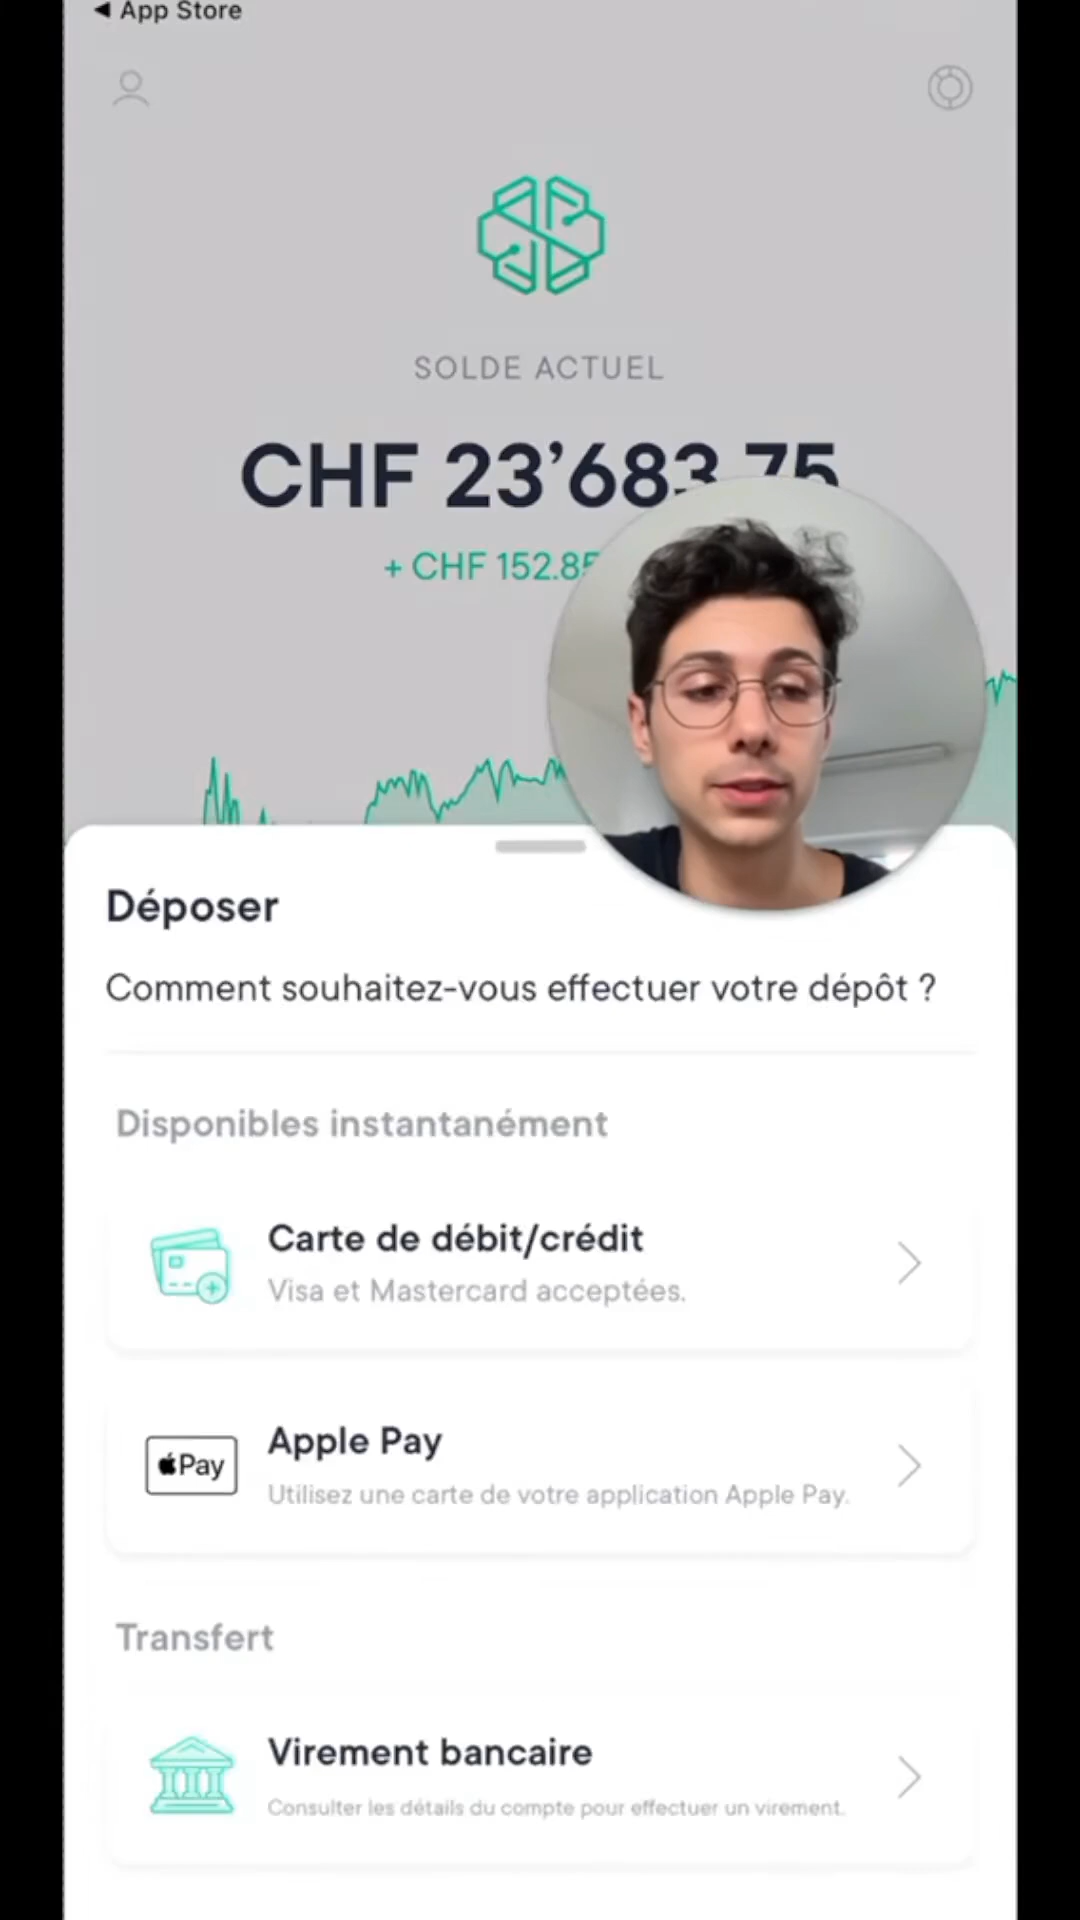 ◀ App Store
SOLDE ACTUEL
CHF 23’683.75
+ CHF 152.85
Déposer
Comment souhaitez-vous effectuer votre dépôt ?
Disponibles instantanément
Carte de débit/crédit
Visa et Mastercard acceptées.
Pay
Apple Pay
Utilisez une carte de votre application Apple Pay.
Transfert
Virement bancaire
Consulter les détails du compte pour effectuer un virement.